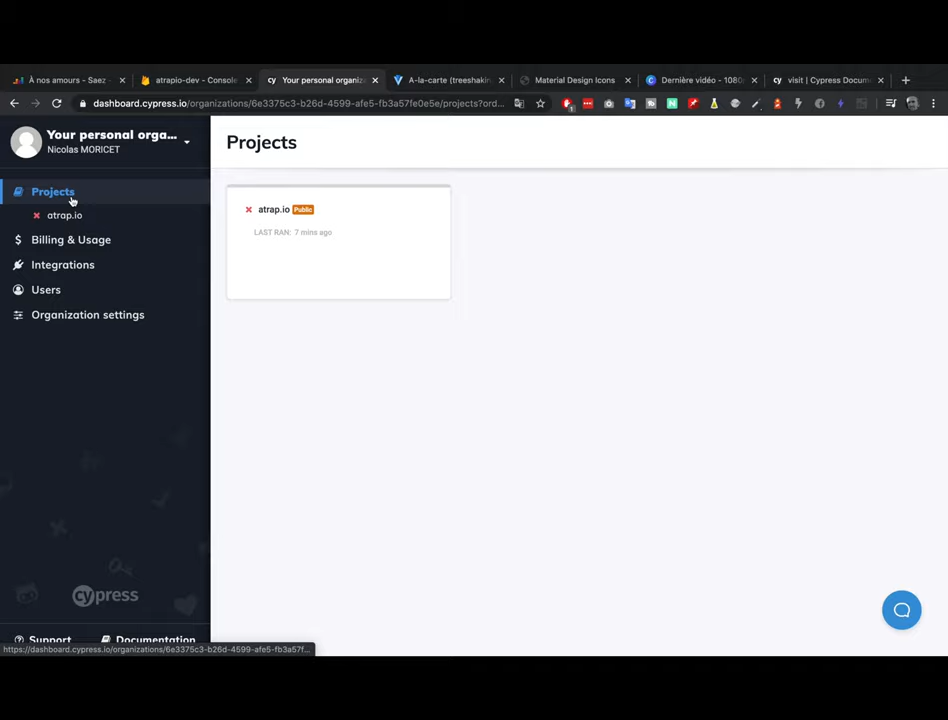 À nos amours - Saez
atrapio-dev - Console
Your personal organiz
A-la-carte (treeshakin
Material Design Icons
Dernière vidéo - 1080
visit | Cypress Docume
dashboard.cypress.io/organizations/6e3375c3-b26d-4599-afe5-fb3a57fe0e5e/projects?ord...
Your personal orga...
Nicolas MORICET
Projects
atrap.io
Billing & Usage
Integrations
Users
Organization settings
Projects
atrap.io Public
LAST RAN: 7 mins ago
cypress
Support
Documentation
https://dashboard.cypress.io/organizations/6e3375c3-b26d-4599-afe5-fb3a57f...